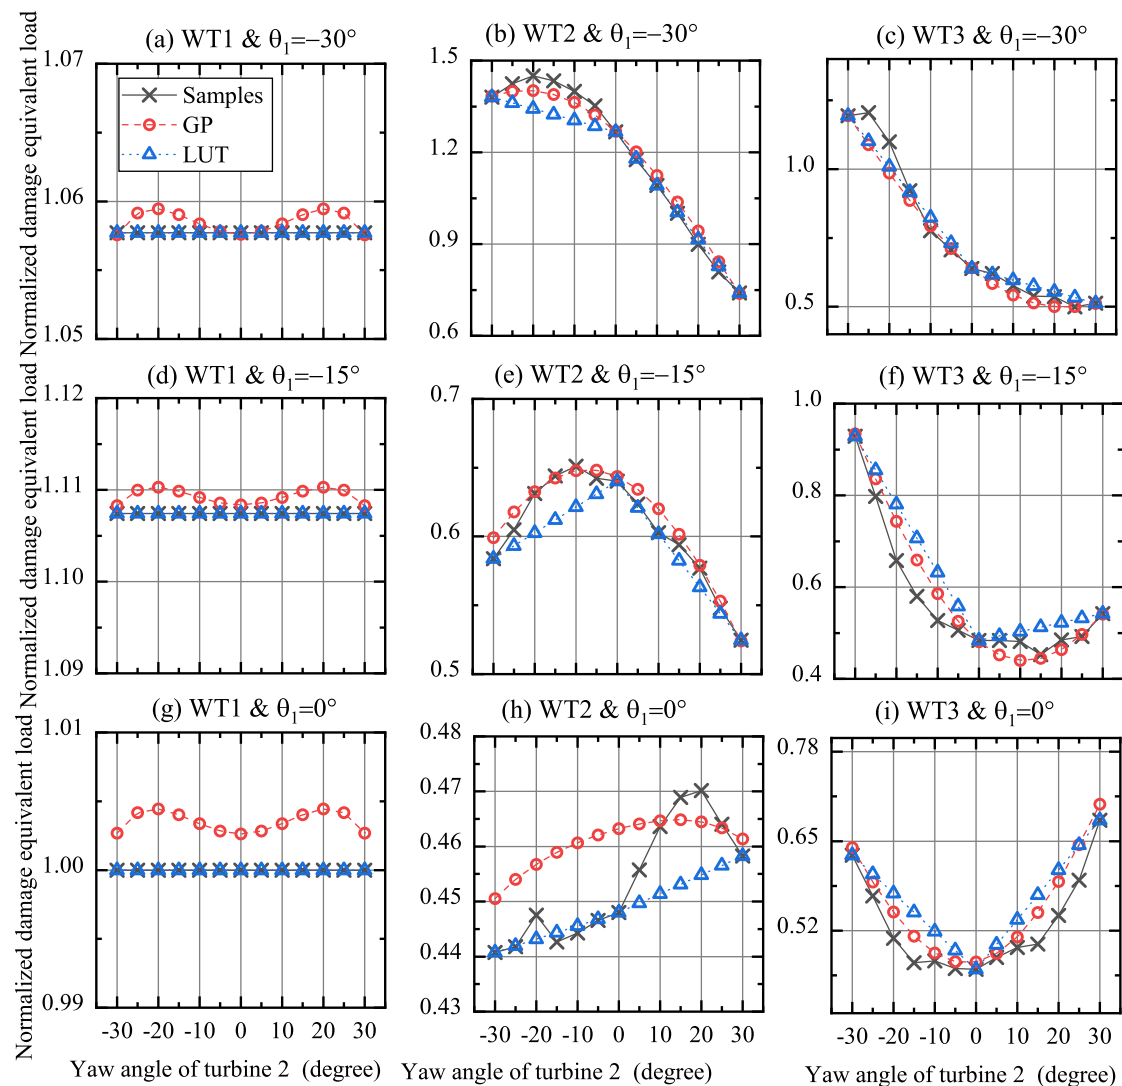 (a) WT1 & θ1=−30°
(b) WT2 & θ1=−30°
(c) WT3 & θ1=−30°
Normalized damage equivalent load
1.07
1.06
1.05
Samples
GP
LUT
1.5
1.2
0.9
0.6
1.0
0.5
(d) WT1 & θ1=−15°
(e) WT2 & θ1=−15°
(f) WT3 & θ1=−15°
Normalized damage equivalent load
1.12
1.110
1.10
1.09
0.7
0.6
0.5
1.0
0.8
0.6
0.4
(g) WT1 & θ1=0°
(h) WT2 & θ1=0°
(i) WT3 & θ1=0°
Normalized damage equivalent load
1.01
1.00
0.99
0.48
0.47
0.46
0.45
0.44
0.43
0.78
0.65
0.52
-30 -20 -10 0 10 20 30
-30 -20 -10 0 10 20 30
-30 -20 -10 0 10 20 30
Yaw angle of turbine 2 (degree)
Yaw angle of turbine 2 (degree)
Yaw angle of turbine 2 (degree)